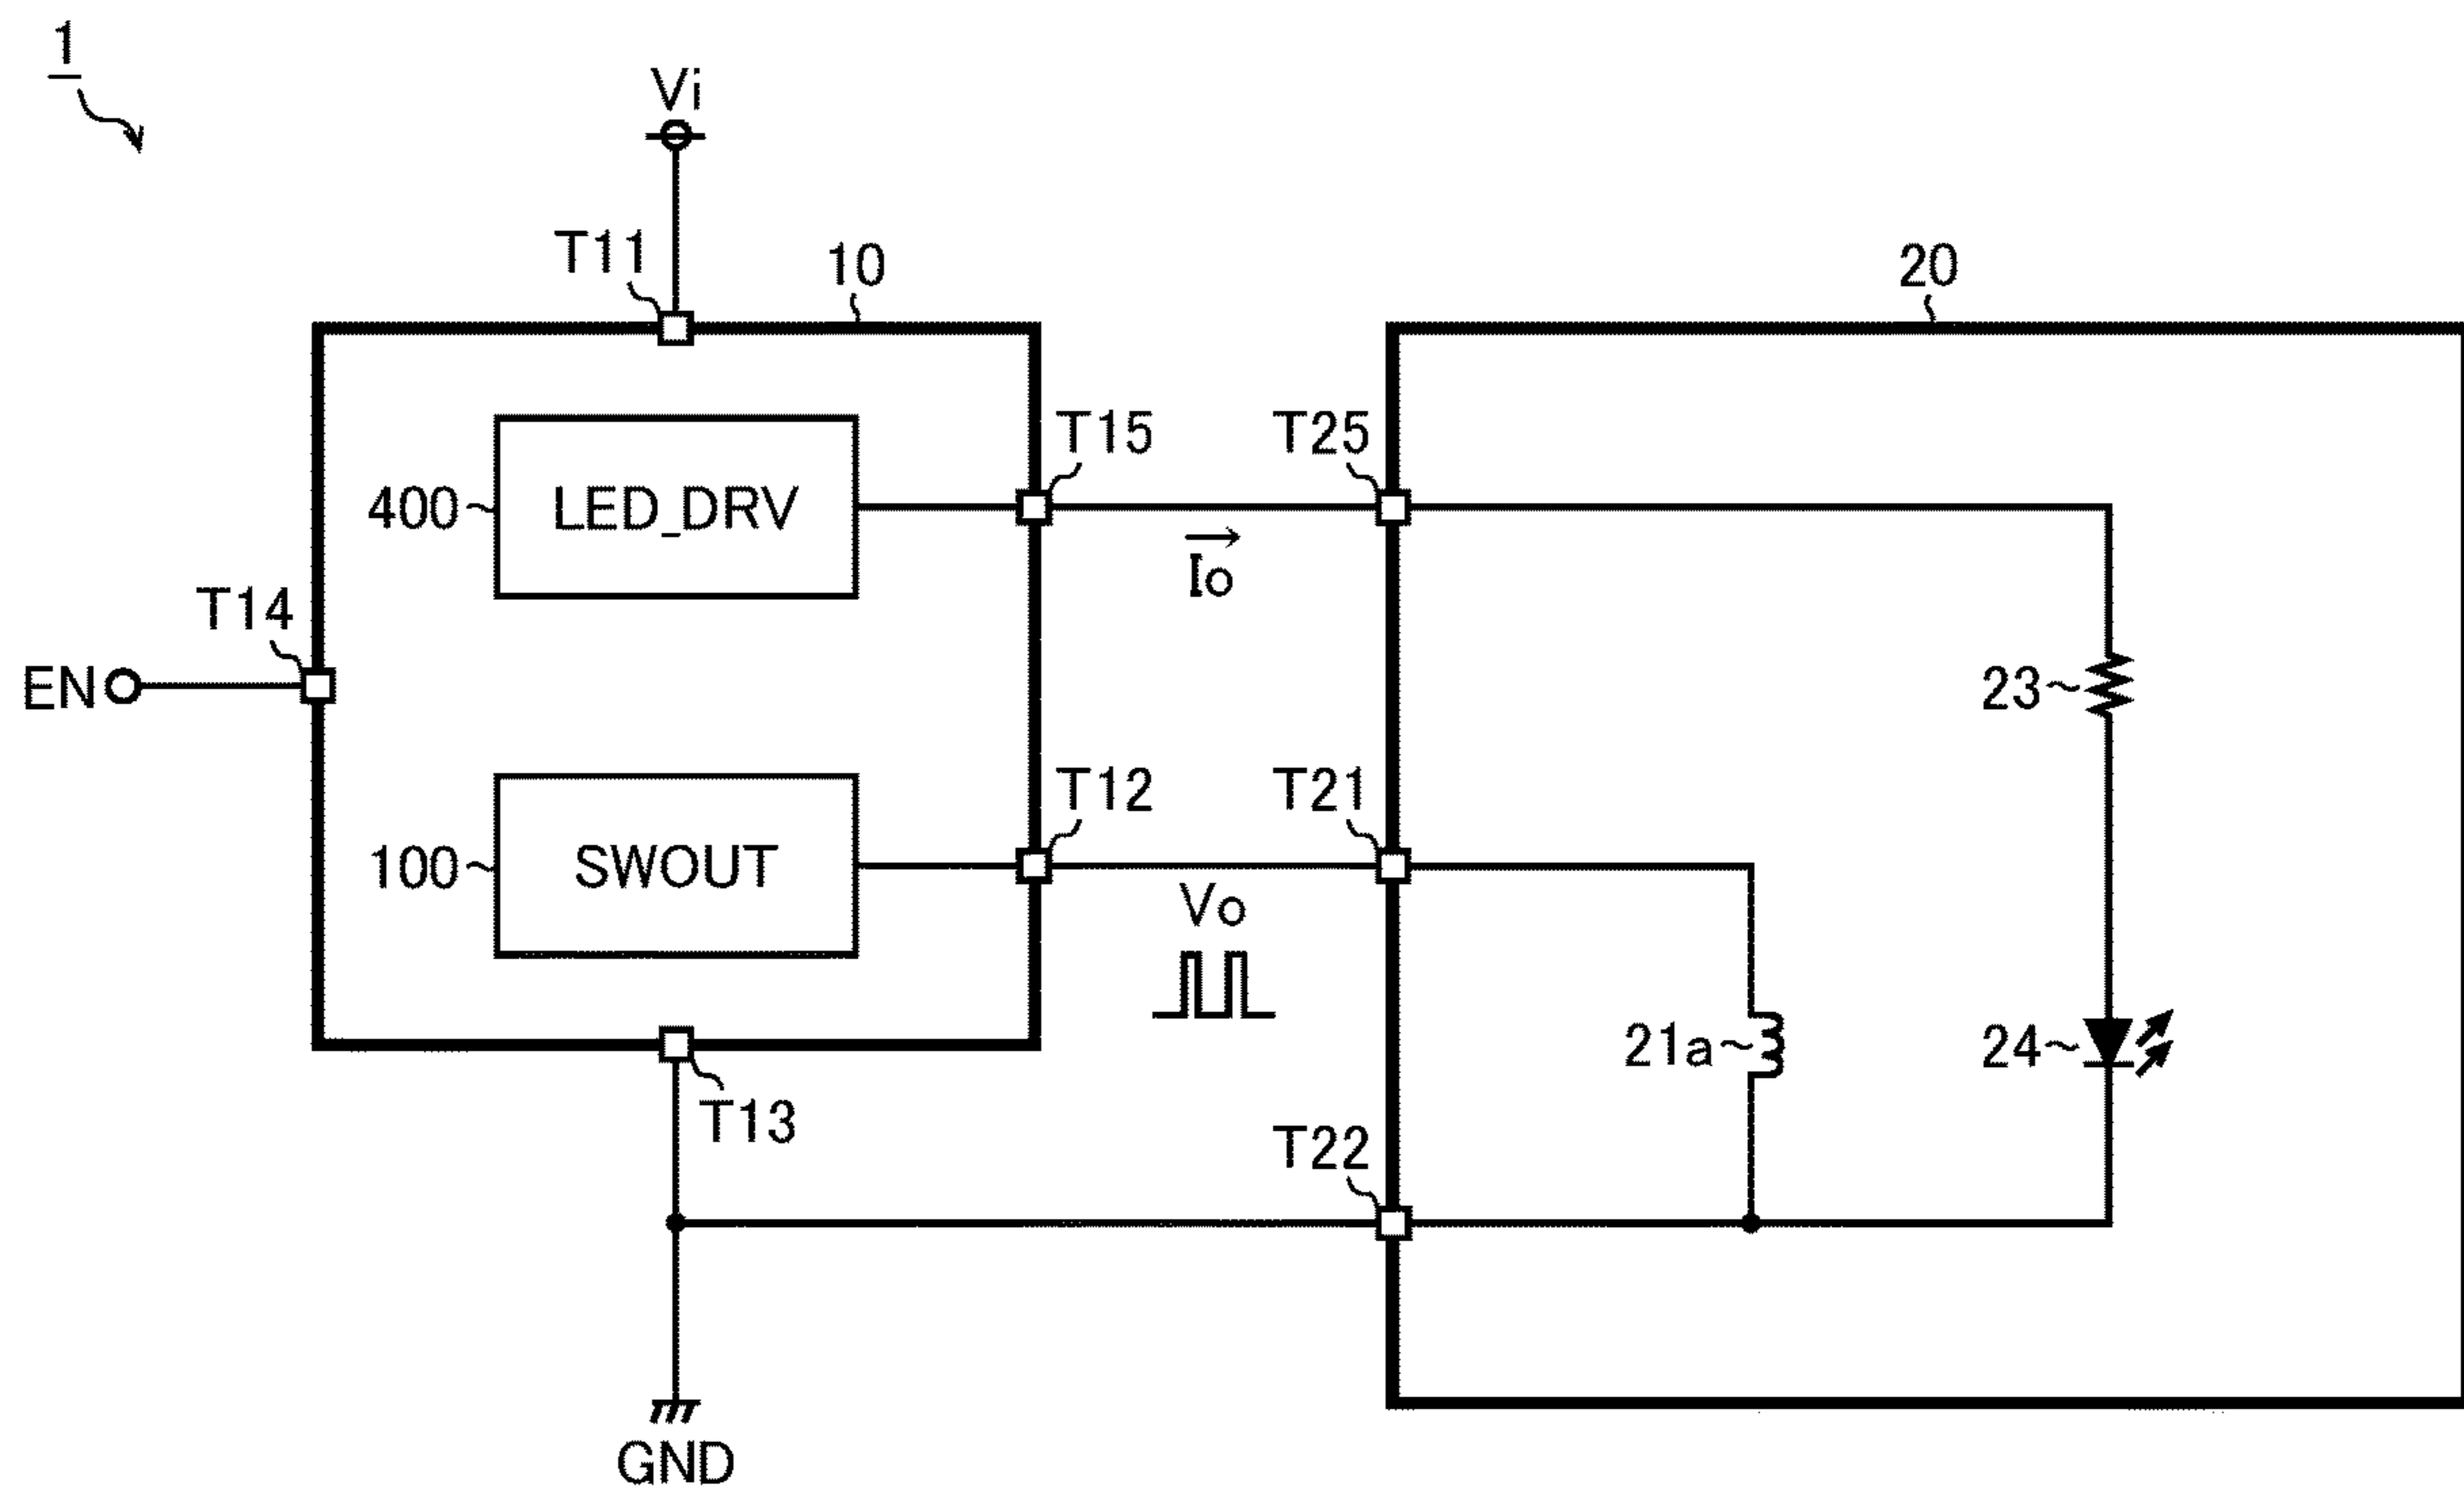 1
Vi
T11
10
20
T15
T25
400
LED_DRV
Io
T14
EN
23
T12
T21
100
SWOUT
Vo
21a
24
T13
T22
GND